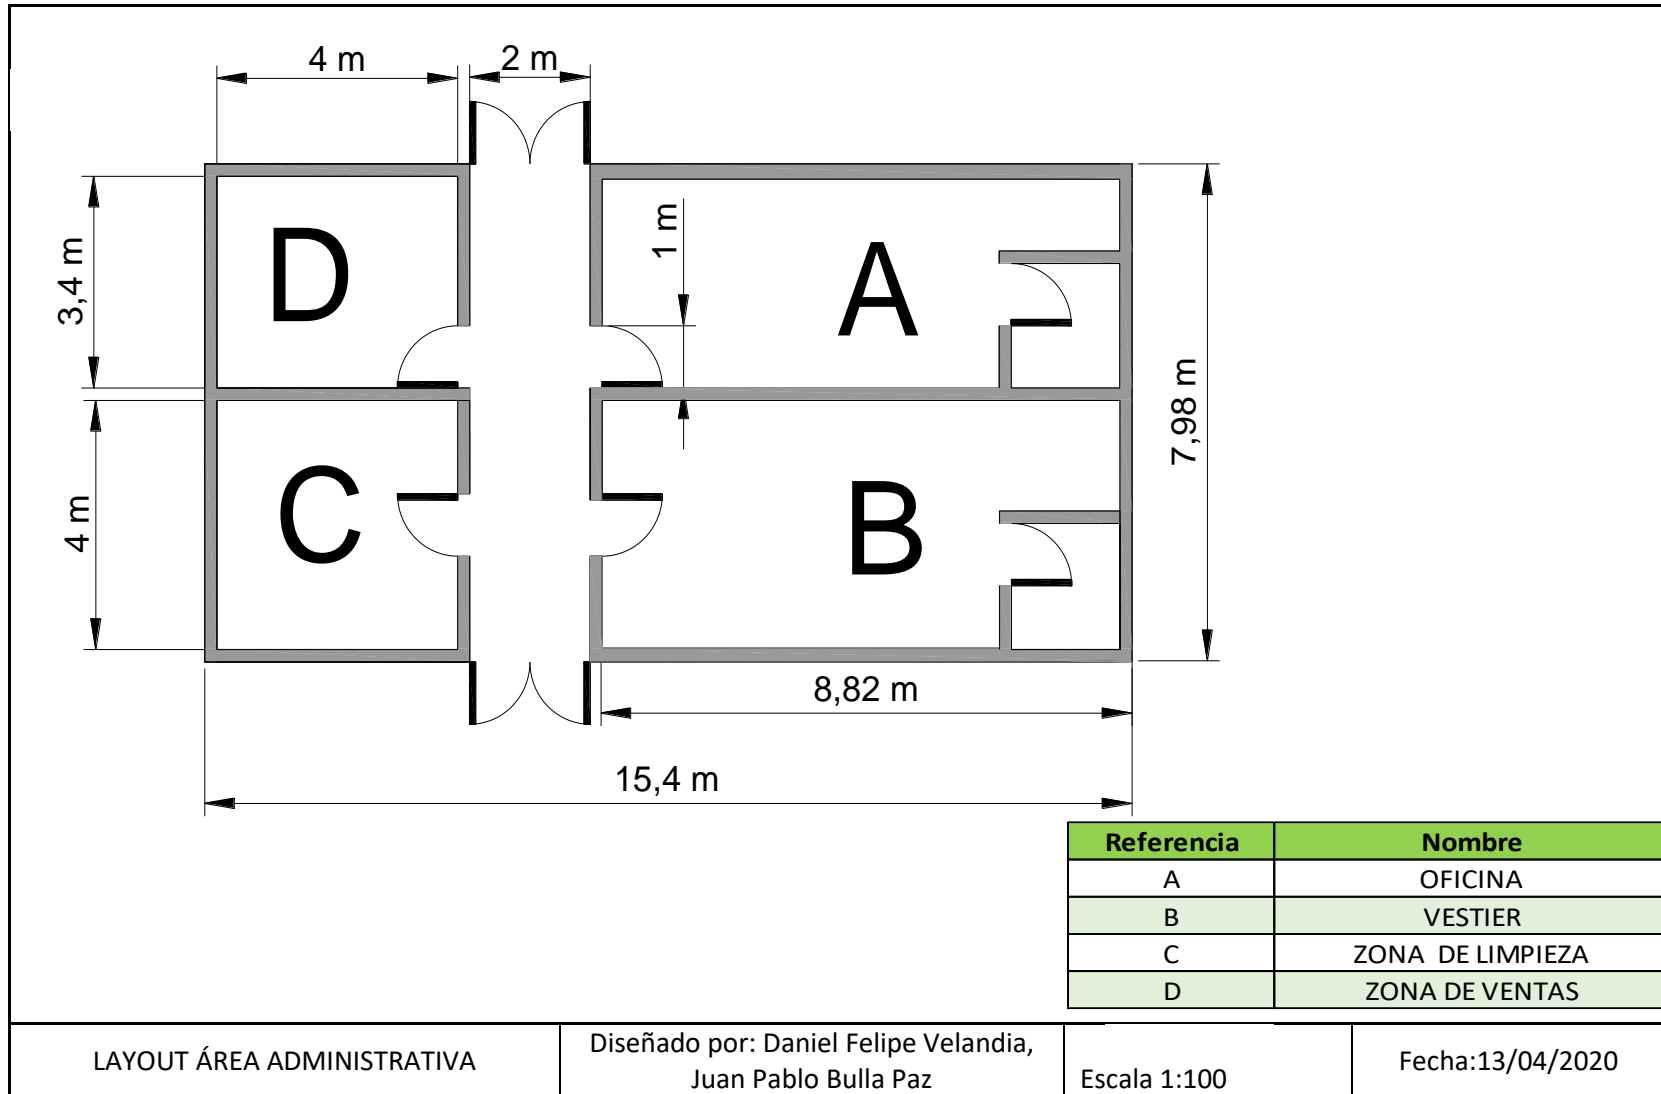 4 m
2 m
3,4 m
D
1 m
A
7,98 m
4 m
C
B
8,82 m
15,4 m
Referencia Nombre
A OFICINA
B VESTIER
C ZONA DE LIMPIEZA
D ZONA DE VENTAS
LAYOUT ÁREA ADMINISTRATIVA
Diseñado por: Daniel Felipe Velandia,
Juan Pablo Bulla Paz
Escala 1:100
Fecha:13/04/2020